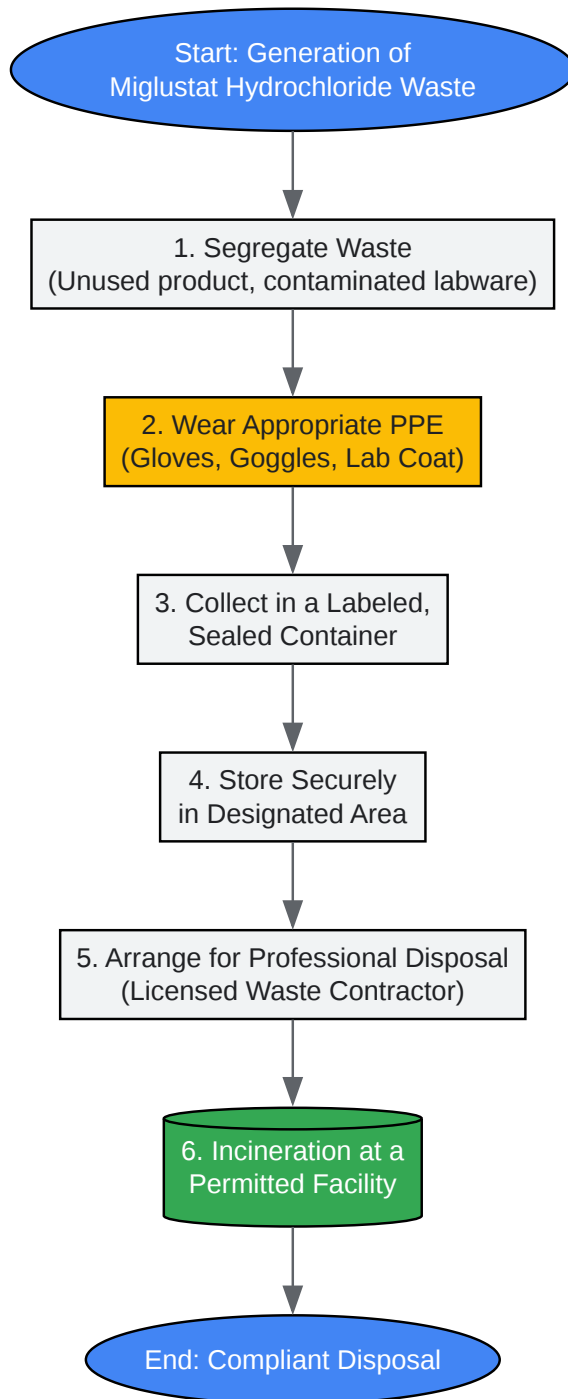 Start: Generation of
Miglustat Hydrochloride Waste
1. Segregate Waste
(Unused product, contaminated labware)
2. Wear Appropriate PPE
(Gloves, Goggles, Lab Coat)
3. Collect in a Labeled,
Sealed Container
4. Store Securely
in Designated Area
5. Arrange for Professional Disposal
(Licensed Waste Contractor)
6. Incineration at a
Permitted Facility
End: Compliant Disposal